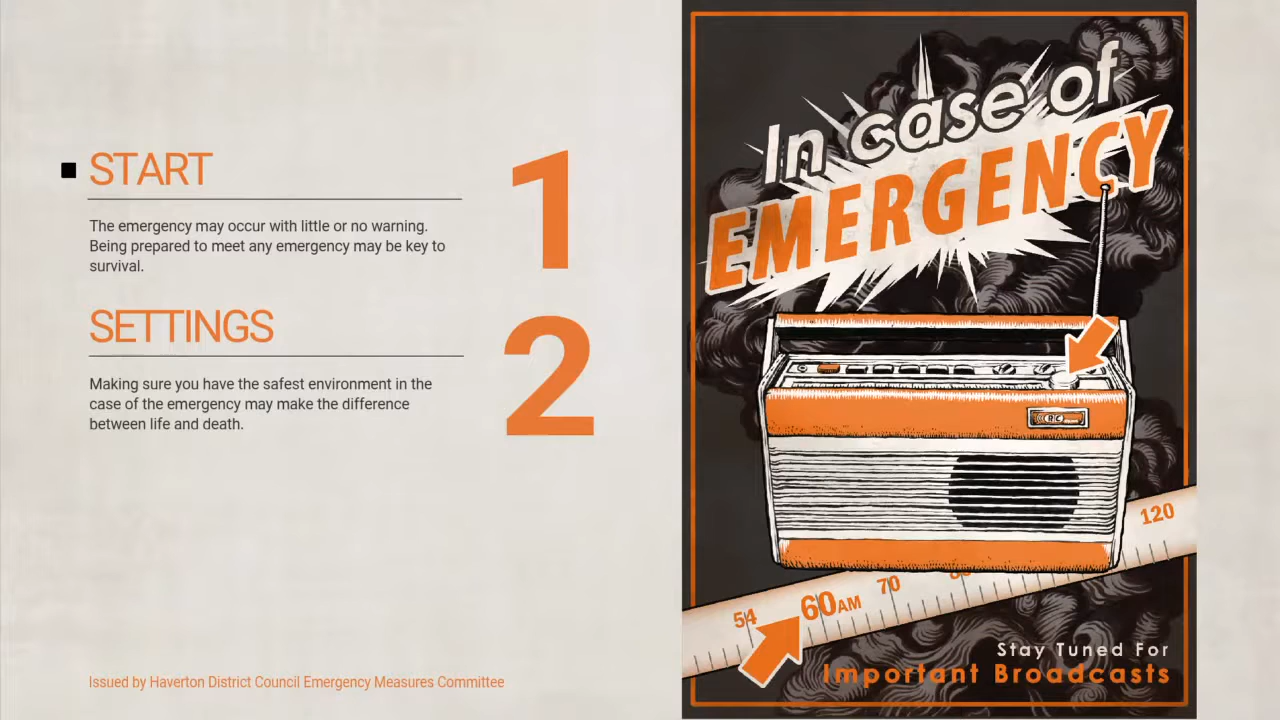 START
1
The emergency may occur with little or no warning.
Being prepared to meet any emergency may be key to
survival.
SETTINGS
2
Making sure you have the safest environment in the
case of the emergency may make the difference
between life and death.
Issued by Haverton District Council Emergency Measures Committee
In case of
EMERGENCY
120
70
60AM
54
Stay Tuned For
Important Broadcasts